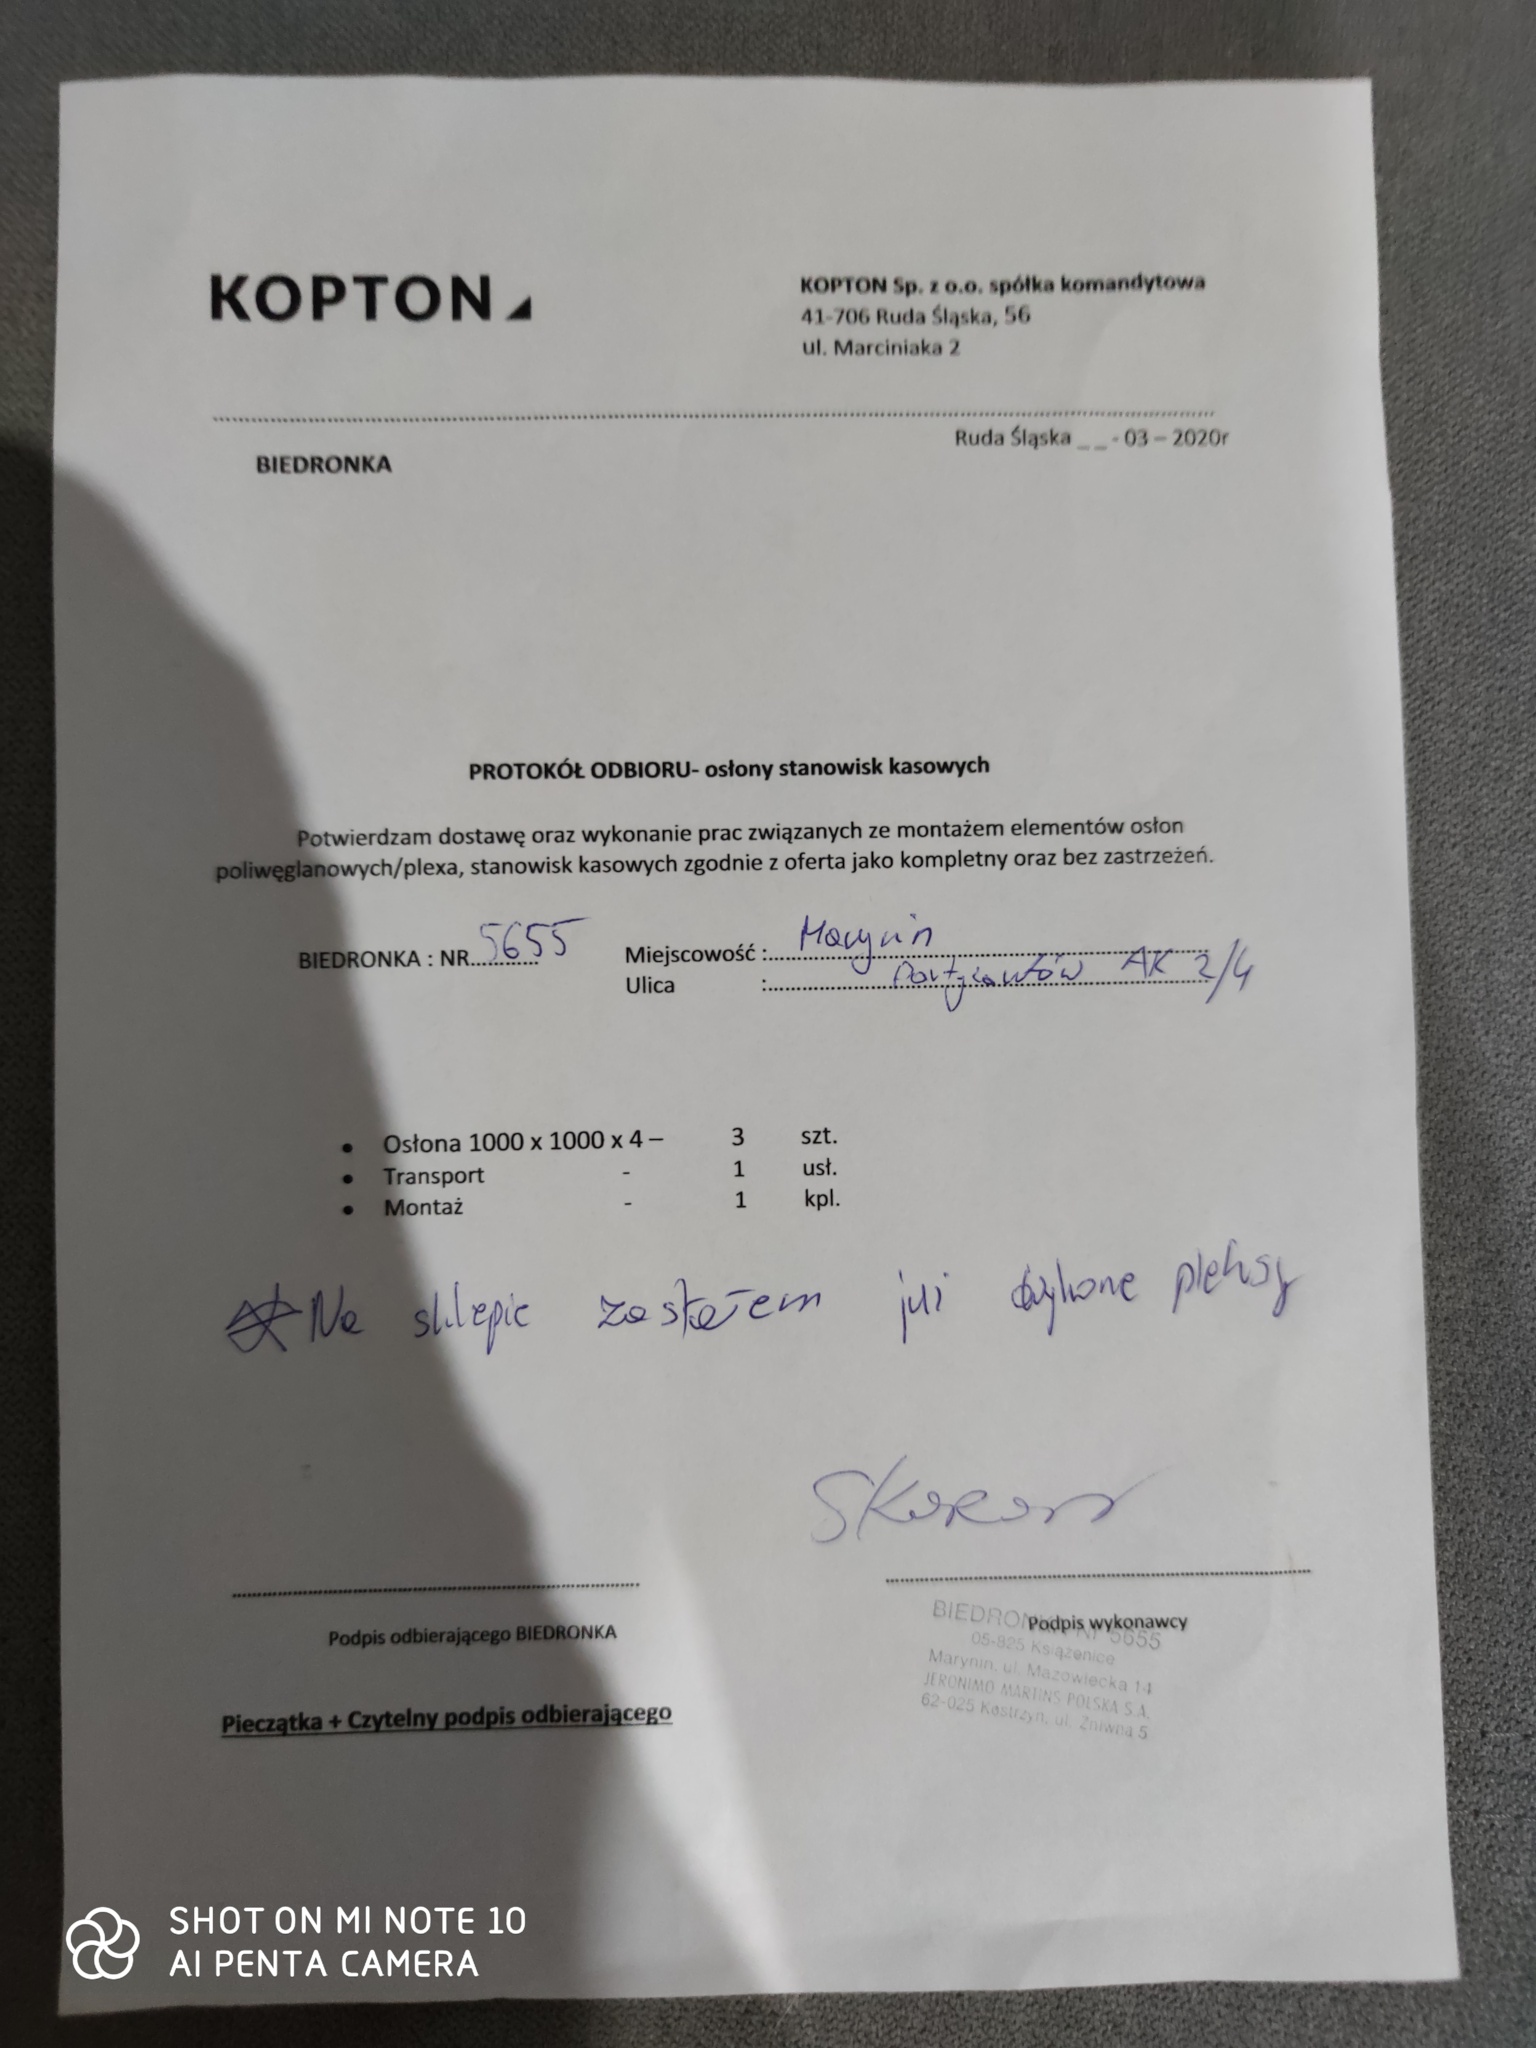 KOPTON
KOPTON Sp. z o.o. spółka komandytowa
41-706 Ruda Śląska, 56
ul. Marciniaka 2
Ruda Śląska _ _ - 03 – 2020r
BIEDRONKA
PROTOKÓŁ ODBIORU- osłony stanowisk kasowych
Potwierdzam dostawę oraz wykonanie prac związanych ze montażem elementów osłon
poliwęglanowych/plexa, stanowisk kasowych zgodnie z oferta jako kompletny oraz bez zastrzeżeń.
BIEDRONKA : NR 5655 Miejscowość : Marynin
Ulica : Partyzantów AK 2/4
• Osłona 1000 x 1000 x 4 – 3 szt.
• Transport - 1 usł.
• Montaż - 1 kpl.
Na sklepie zastałem już plexsy
Podpis odbierającego BIEDRONKA
Podpis wykonawcy
BIEDRONKA Nr 5655
05-825 Książenice
Marynin, ul. Mazowiecka 14
JERONIMO MARTINS POLSKA S.A.
62-025 Kostrzyn, ul. Żniwna 5
Pieczątka + Czytelny podpis odbierającego
SHOT ON MI NOTE 10
AI PENTA CAMERA